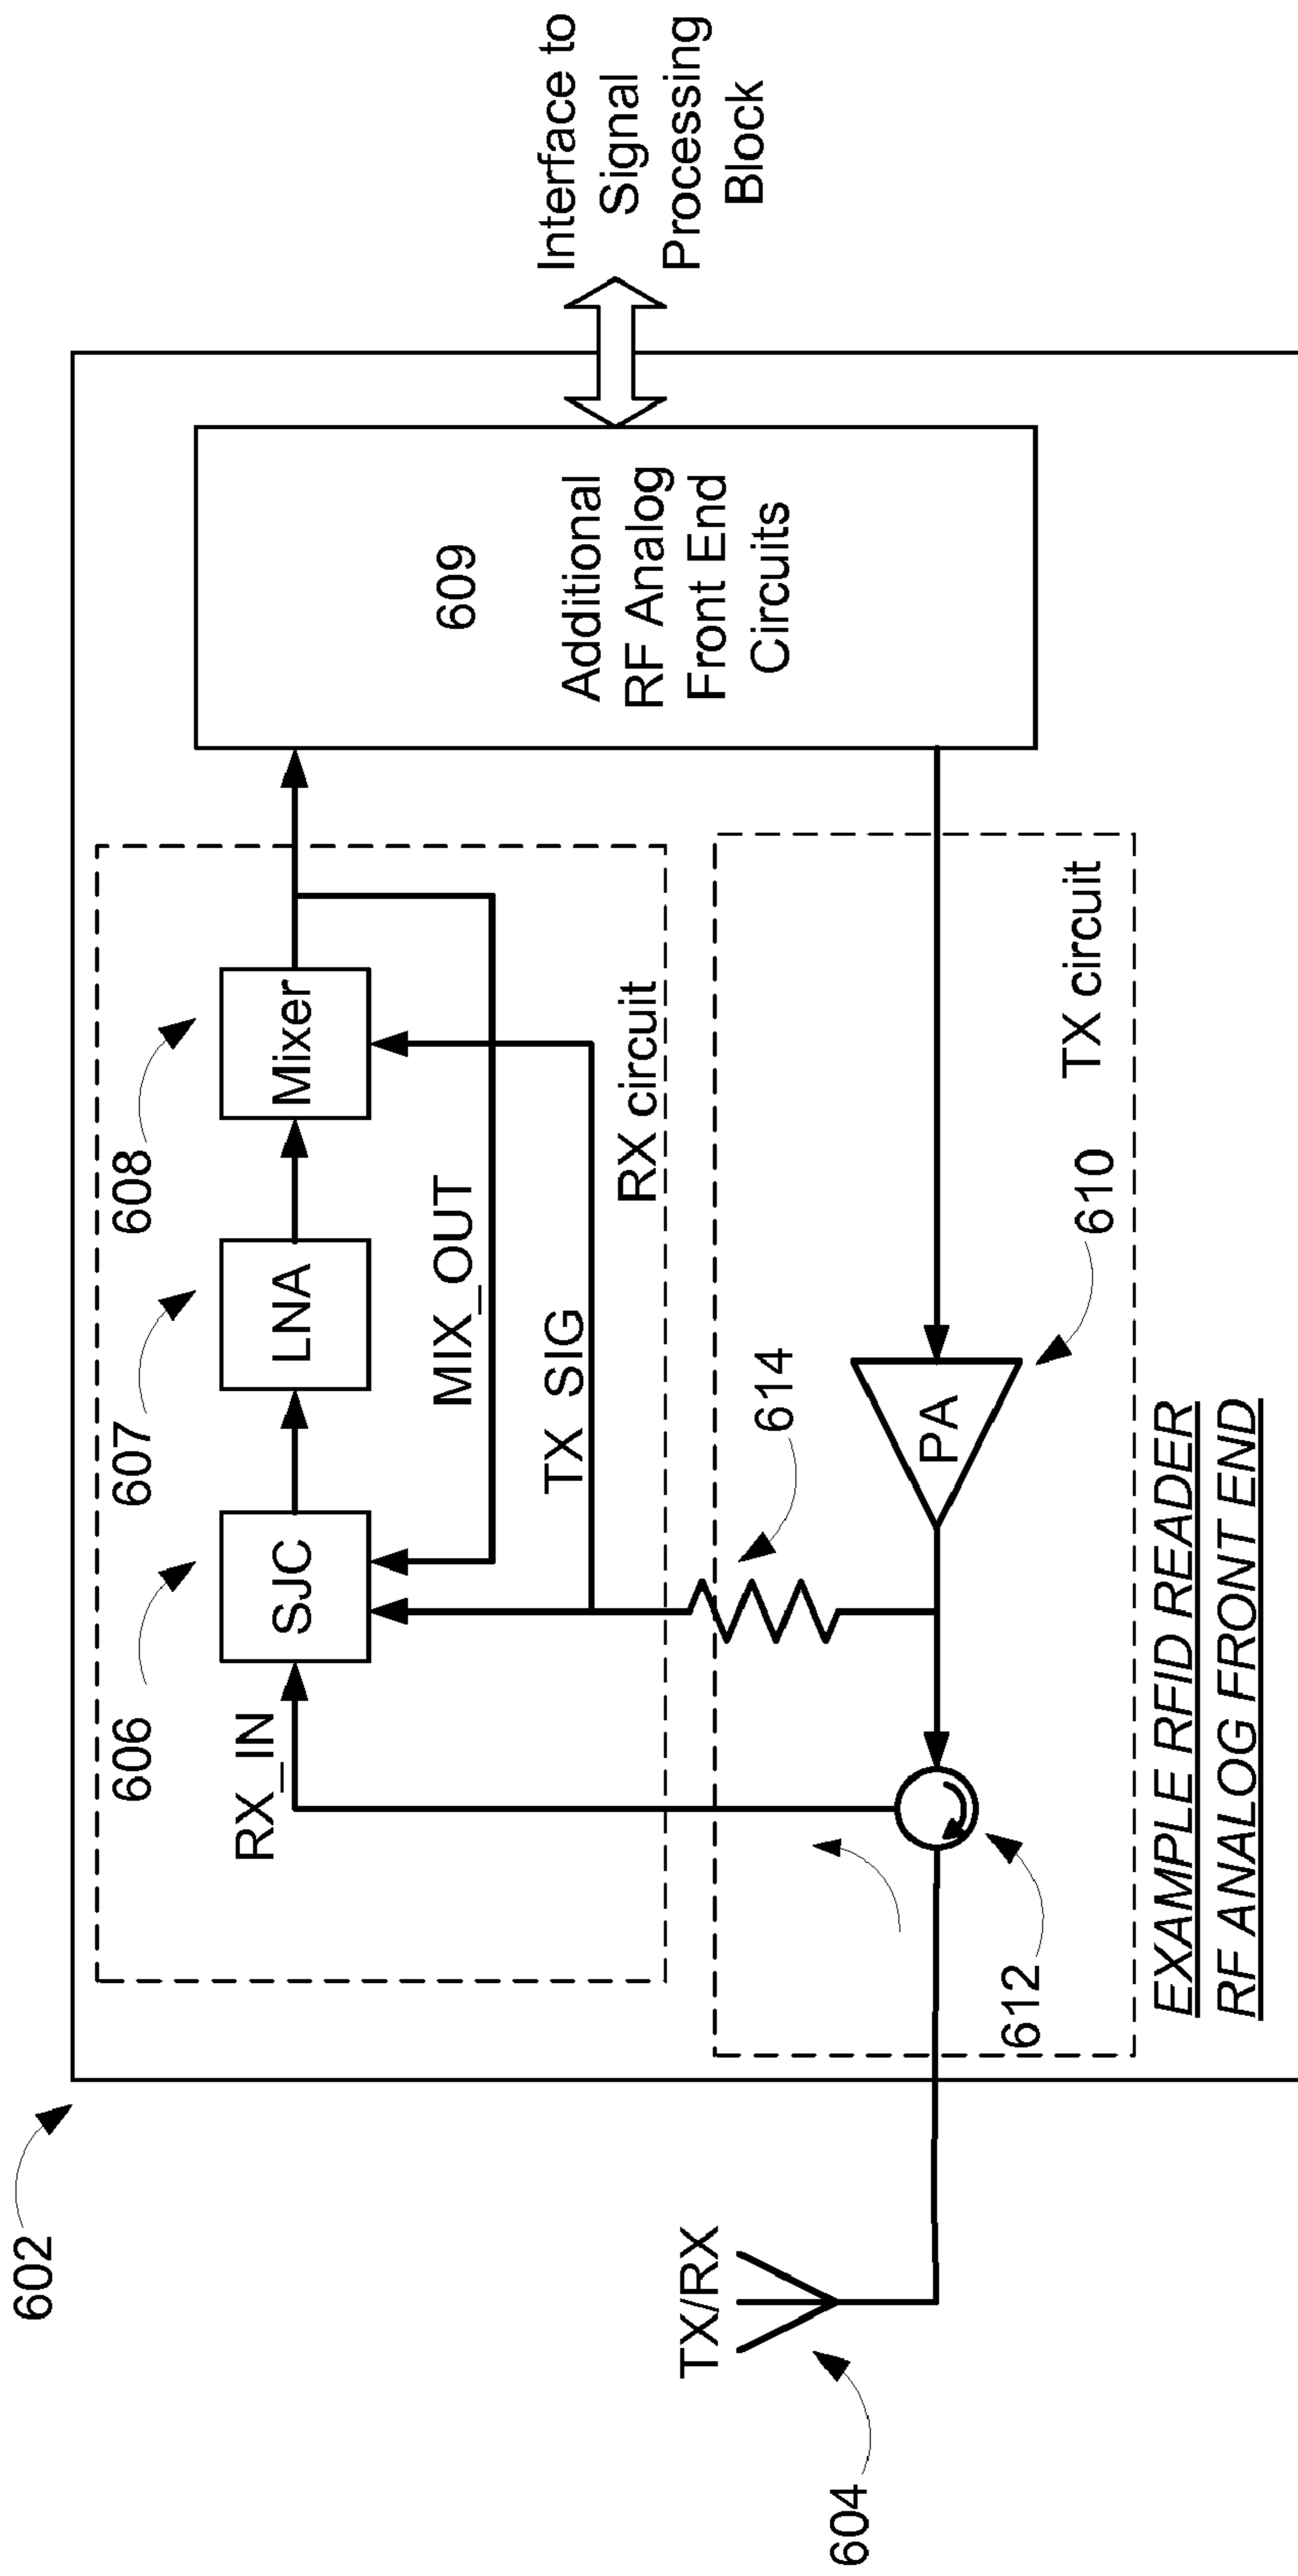 602
606
607
608
RX_IN
SJC
LNA
Mixer
MIX_OUT
TX SIG
RX circuit
609
Additional
RF Analog
Front End
Circuits
Interface to
Signal
Processing
Block
TX/RX
604
614
PA
610
612
TX circuit
EXAMPLE RFID READER
RF ANALOG FRONT END